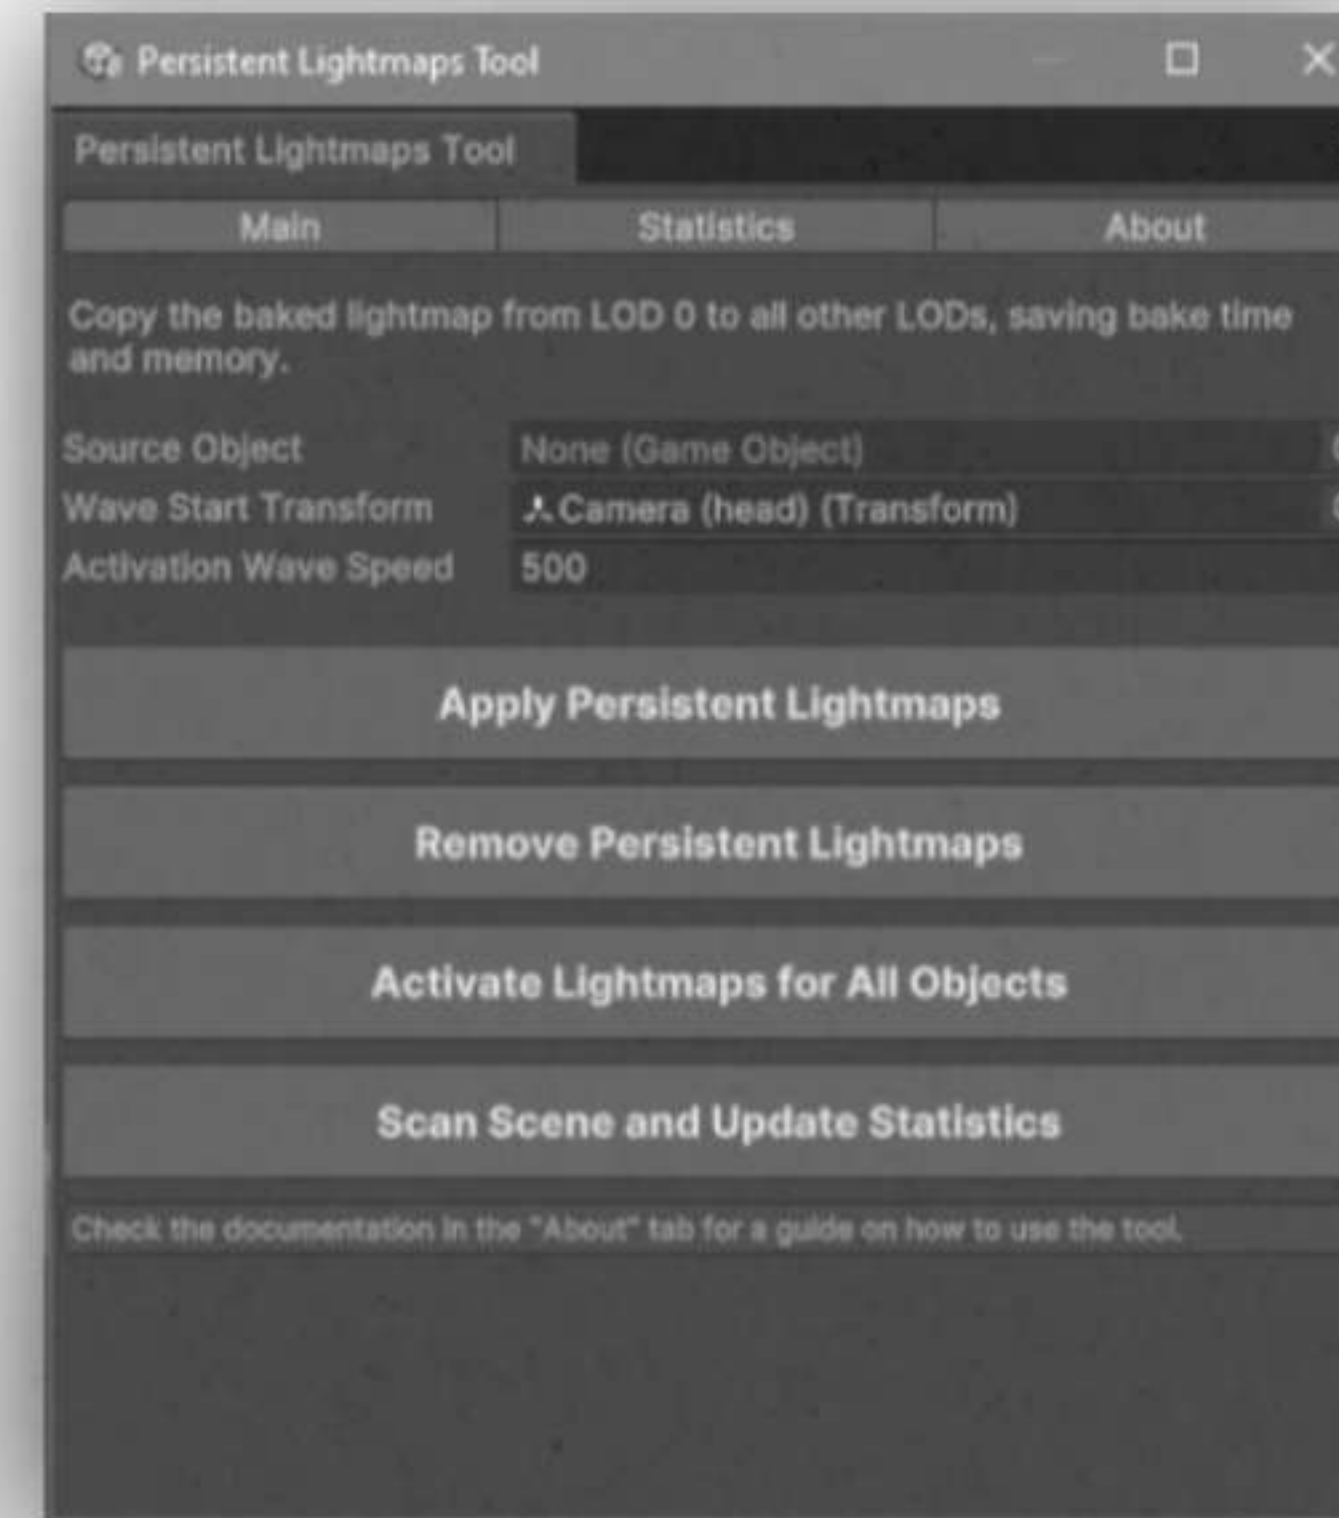 Persistent Lightmaps Tool
Persistent Lightmaps Tool
Main Statistics About
Copy the baked lightmap from LOD 0 to all other LODs, saving bake time
and memory.
Source Object None (Game Object)
Wave Start Transform Camera (head) (Transform)
Activation Wave Speed 500
Apply Persistent Lightmaps
Remove Persistent Lightmaps
Activate Lightmaps for All Objects
Scan Scene and Update Statistics
Check the documentation in the "About" tab for a guide on how to use the tool.